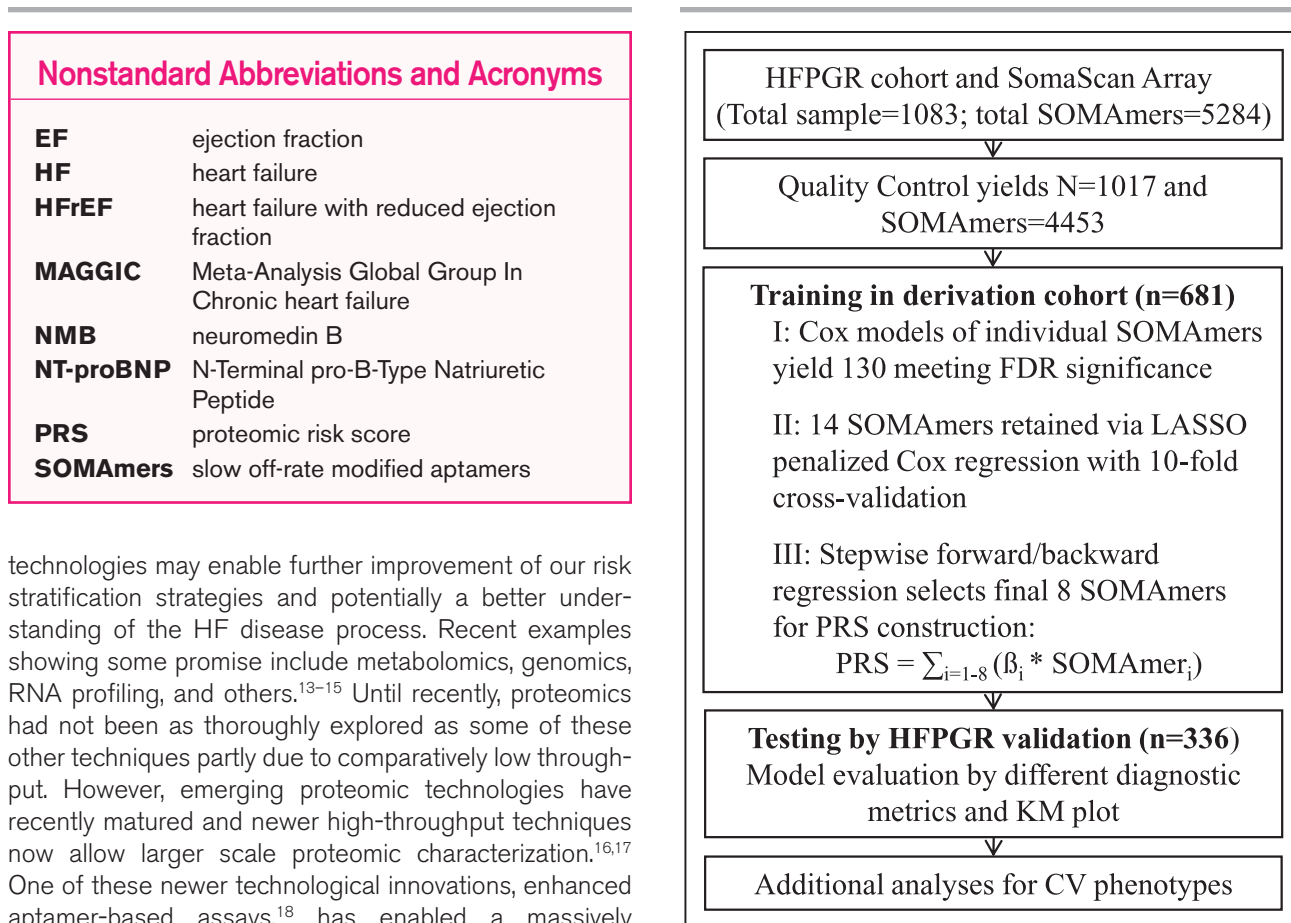 Nonstandard Abbreviations and Acronyms
EF ejection fraction
HF heart failure
HFrEF heart failure with reduced ejection
fraction
MAGGIC Meta-Analysis Global Group In
Chronic heart failure
NMB neuromedin B
NT-proBNP N-Terminal pro-B-Type Natriuretic
Peptide
PRS proteomic risk score
SOMAmers slow off-rate modified aptamers
technologies may enable further improvement of our risk
stratification strategies and potentially a better under-
standing of the HF disease process. Recent examples
showing some promise include metabolomics, genomics,
RNA profiling, and others.13–15 Until recently, proteomics
had not been as thoroughly explored as some of these
other techniques partly due to comparatively low through-
put. However, emerging proteomic technologies have
recently matured and newer high-throughput techniques
now allow larger scale proteomic characterization.16,17
One of these newer technological innovations, enhanced
aptamer-based assays,18 has enabled a massively
HFPGR cohort and SomaScan Array
(Total sample=1083; total SOMAmers=5284)
Quality Control yields N=1017 and
SOMAmers=4453
Training in derivation cohort (n=681)
I: Cox models of individual SOMAmers
yield 130 meeting FDR significance
II: 14 SOMAmers retained via LASSO
penalized Cox regression with 10-fold
cross-validation
III: Stepwise forward/backward
regression selects final 8 SOMAmers
for PRS construction:
PRS = ∑i=1-8 (ßi * SOMAmeri)
Testing by HFPGR validation (n=336)
Model evaluation by different diagnostic
metrics and KM plot
Additional analyses for CV phenotypes